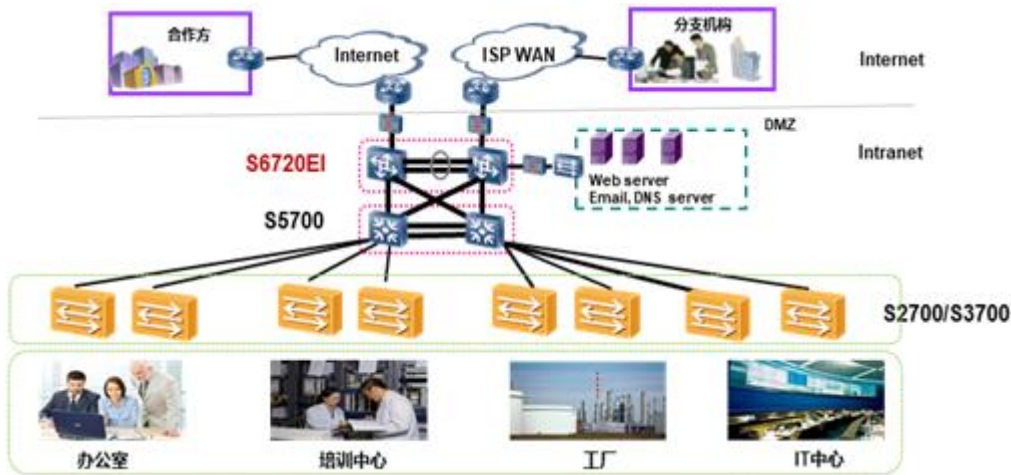 合作方
Internet
ISP WAN
分支机构
Internet
DMZ
Intranet
S6720EI
Web server
Email, DNS server
S5700
S2700/S3700
办公室
培训中心
工厂
IT中心